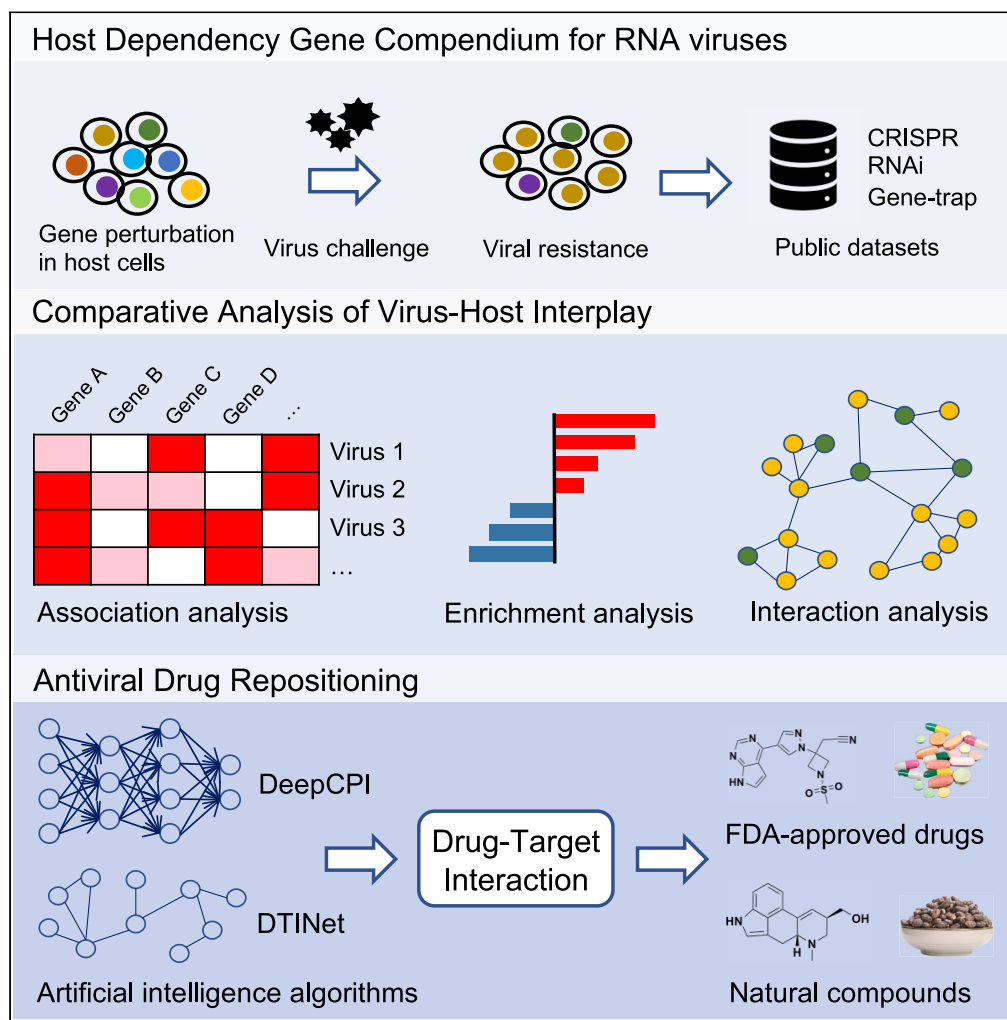 Host Dependency Gene Compendium for RNA viruses
Gene perturbation
in host cells
Virus challenge
Viral resistance
CRISPR
RNAi
Gene-trap
Public datasets
Comparative Analysis of Virus-Host Interplay
Gene A
Gene B
Gene C
Gene D
...
Virus 1
Virus 2
Virus 3
...
Association analysis
Enrichment analysis
Interaction analysis
Antiviral Drug Repositioning
DeepCPI
DTINet
Artificial intelligence algorithms
Drug-Target
Interaction
N
N
HN
N
N
N
N
O
S
O
FDA-approved drugs
HN
N
H
OH
Natural compounds